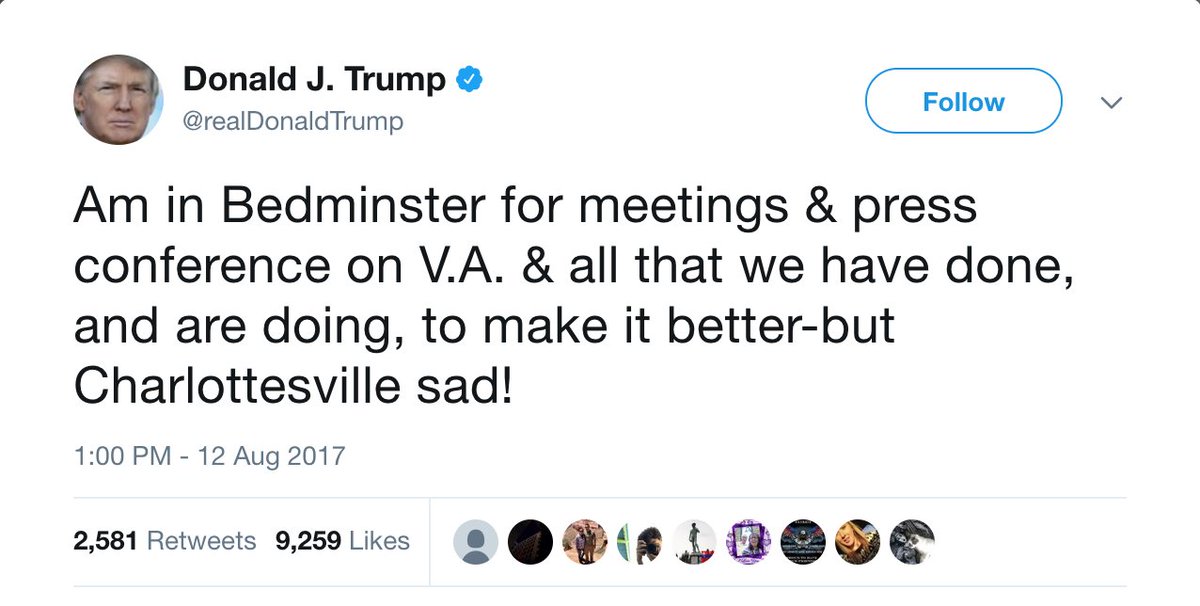 Donald J. Trump
@realDonaldTrump
Follow
Am in Bedminster for meetings & press
conference on V.A. & all that we have done,
and are doing, to make it better-but
Charlottesville sad!
1:00 PM - 12 Aug 2017
2,581 Retweets 9,259 Likes